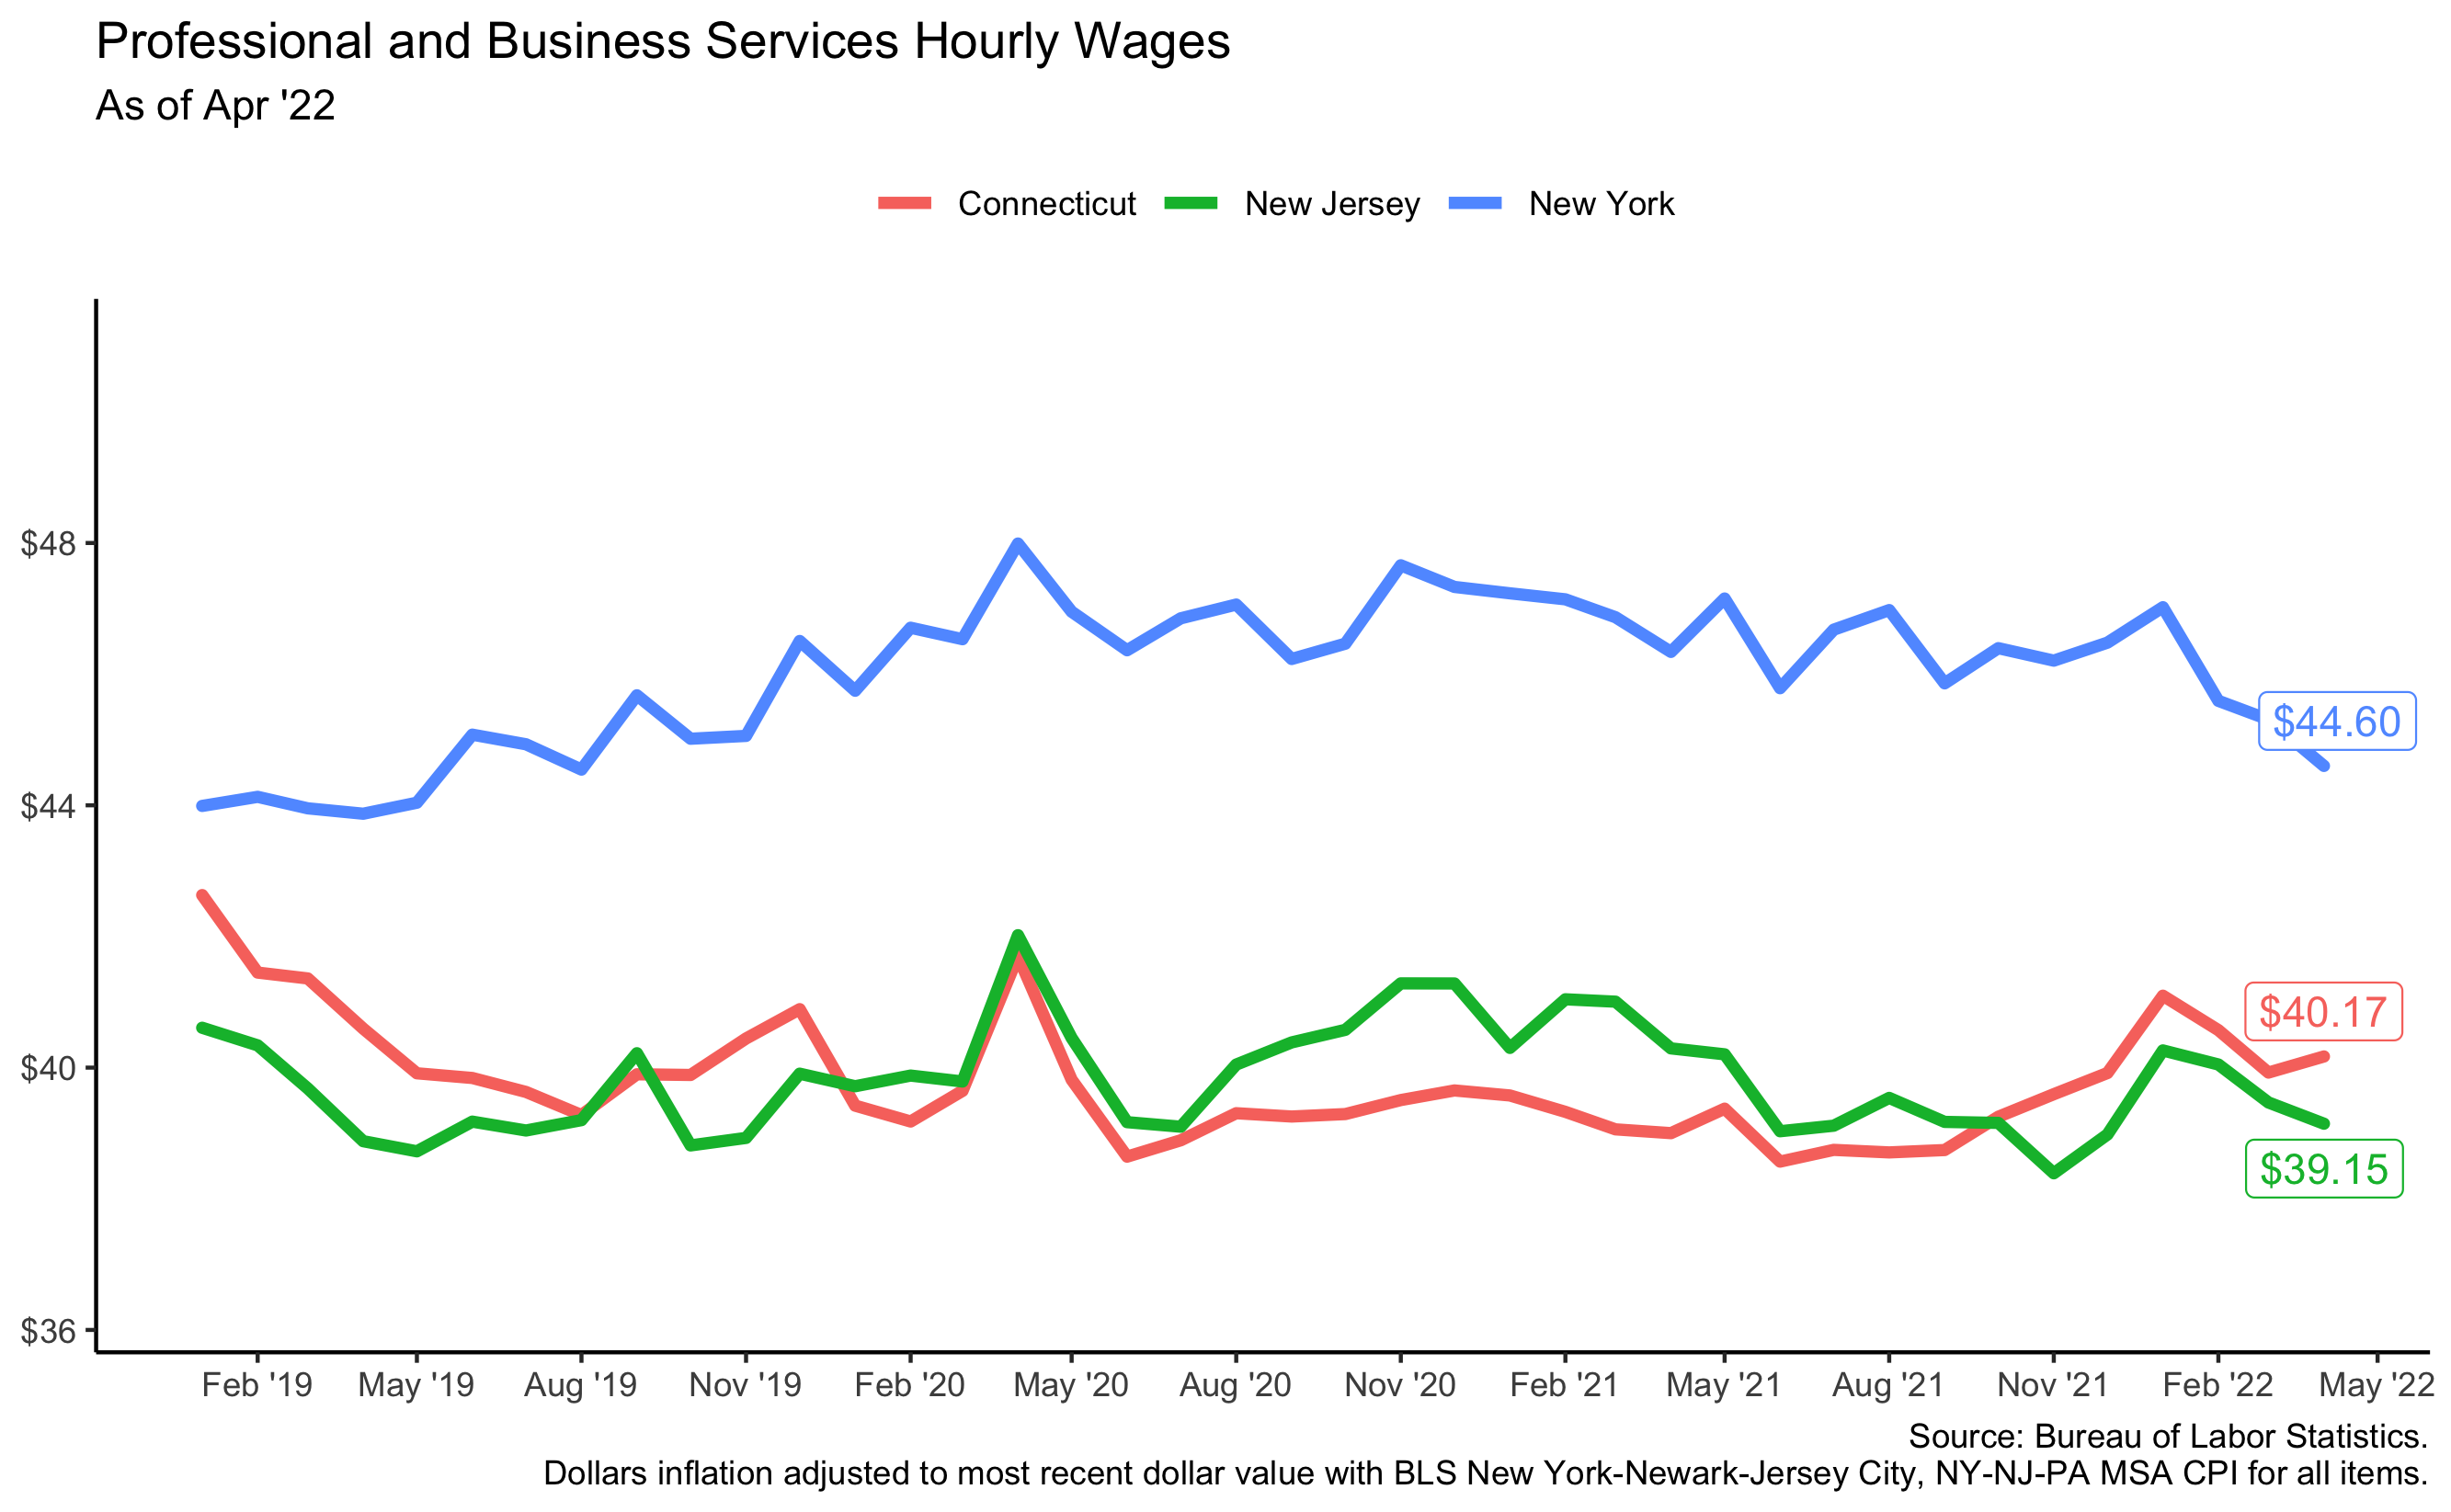 Professional and Business Services Hourly Wages
As of Apr '22
Connecticut New Jersey New York
$48
$44
$40
$36
$44.60
$40.17
$39.15
Feb '19 May '19 Aug '19 Nov '19 Feb '20 May '20 Aug '20 Nov '20 Feb '21 May '21 Aug '21 Nov '21 Feb '22 May '22
Source: Bureau of Labor Statistics.
Dollars inflation adjusted to most recent dollar value with BLS New York-Newark-Jersey City, NY-NJ-PA MSA CPI for all items.